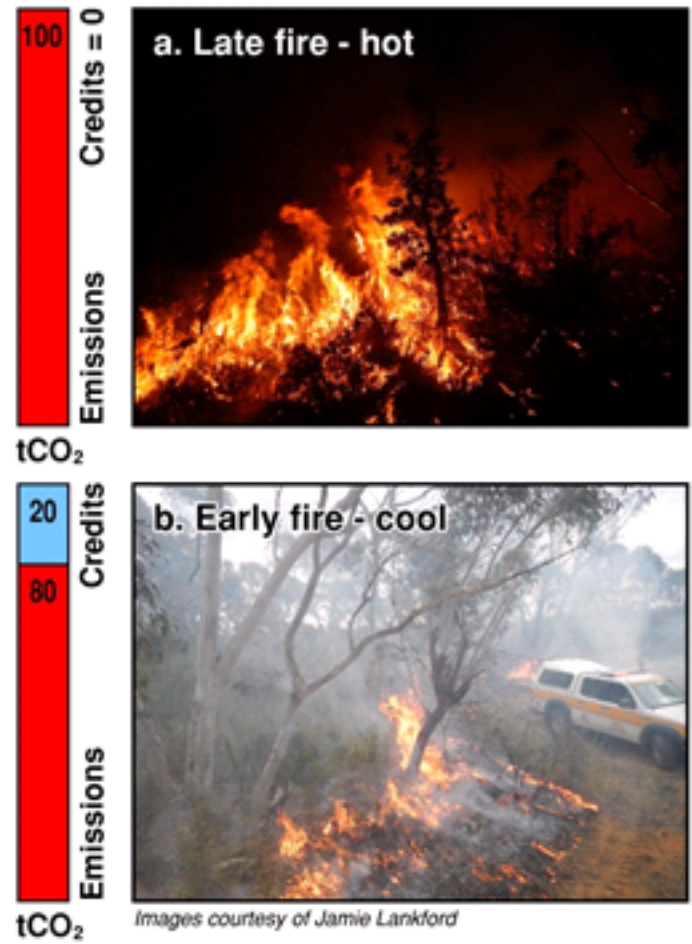 100
Credits = 0
Emissions
tCO₂
a. Late fire - hot
20
Credits
80
Emissions
tCO₂
b. Early fire - cool
Images courtesy of Jamie Lankford